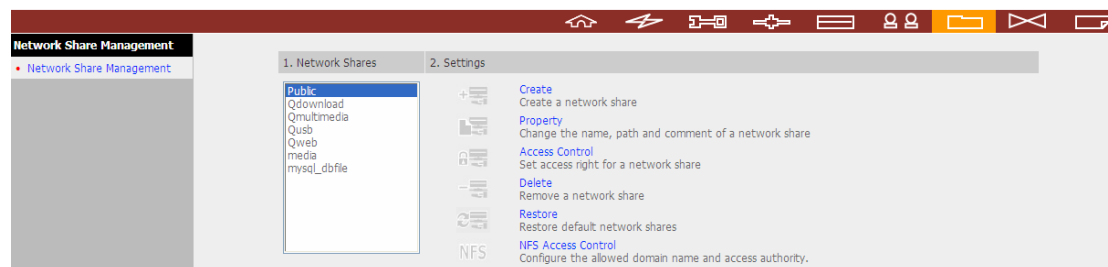 Network Share Management
Network Share Management
1. Network Shares
2. Settings
Public
Qdownload
Qmultimedia
Qusb
Qweb
media
mysql_dbfile
Create
Create a network share
Property
Change the name, path and comment of a network share
Access Control
Set access right for a network share
Delete
Remove a network share
Restore
Restore default network shares
NFS
NFS Access Control
Configure the allowed domain name and access authority.